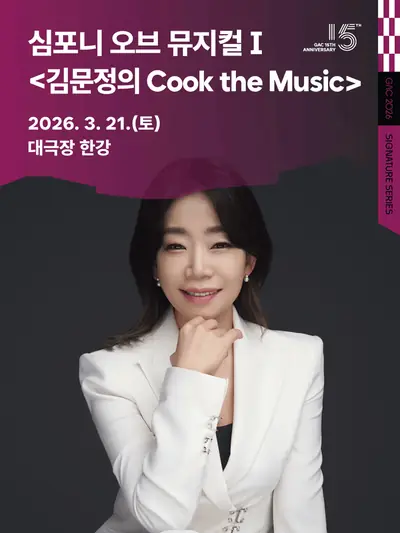 심포니 오브 뮤지컬 I
<김문정의 Cook the Music>
2026. 3. 21.(토)
대극장 한강
15TH
GAC 15TH
ANNIVERSARY
GAC 2026
SIGNATURE SERIES